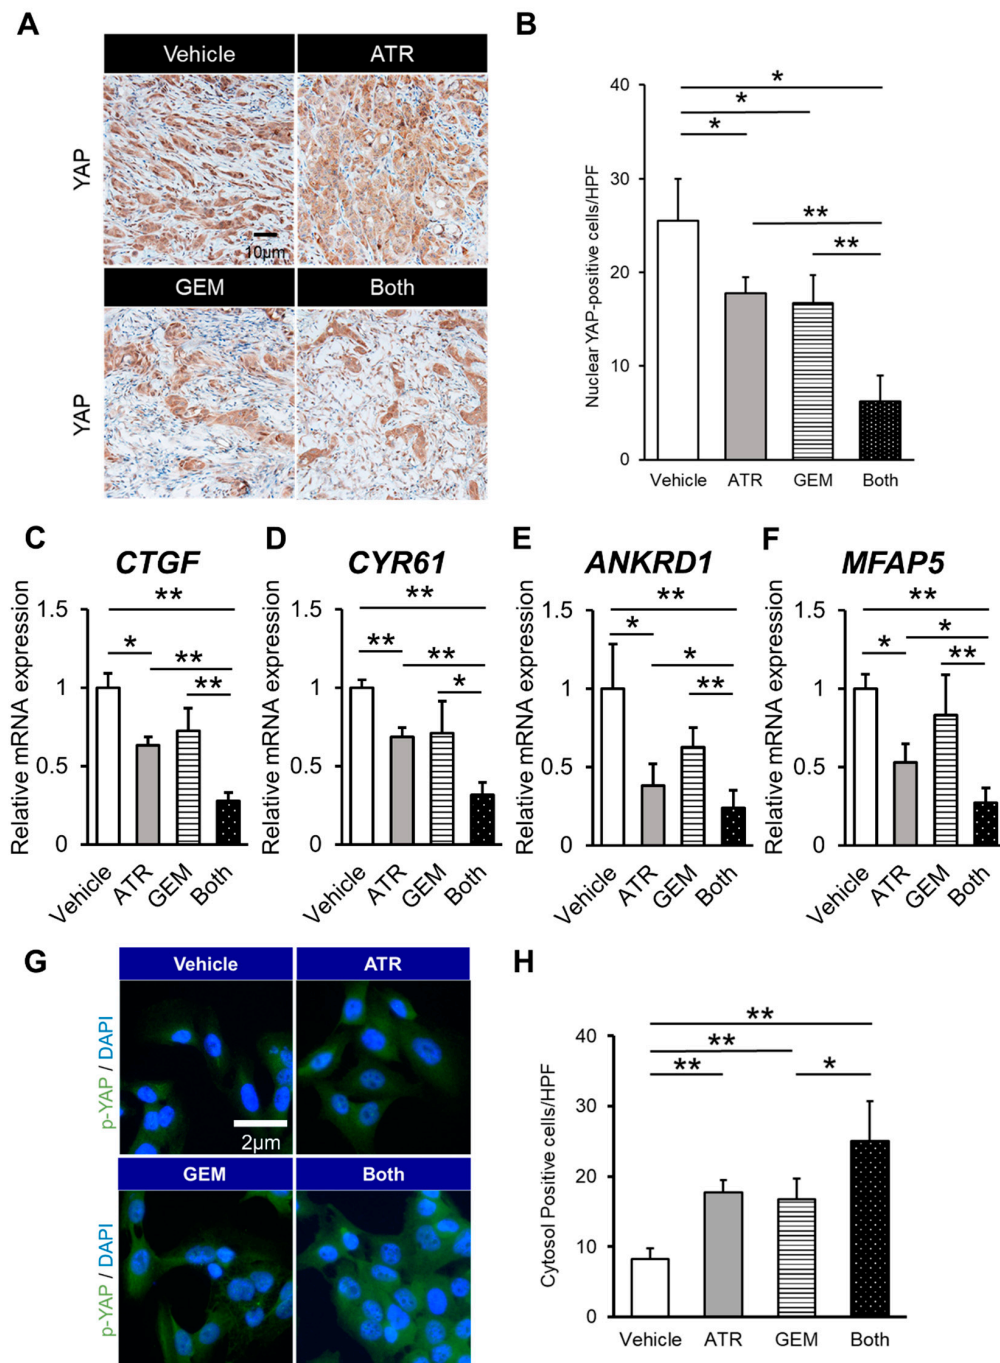 A
Vehicle
ATR
YAP
10μm
GEM
Both
YAP
B
Nuclear YAP-positive cells/HPF
40
30
20
10
0
*
*
*
**
**
Vehicle
ATR
GEM
Both
C
CTGF
Relative mRNA expression
1.5
1
0.5
0
**
*
**
**
Vehicle
ATR
GEM
Both
D
CYR61
Relative mRNA expression
1.5
1
0.5
0
**
**
**
*
Vehicle
ATR
GEM
Both
E
ANKRD1
Relative mRNA expression
1.5
1
0.5
0
**
*
*
**
Vehicle
ATR
GEM
Both
F
MFAP5
Relative mRNA expression
1.5
1
0.5
0
**
*
*
**
Vehicle
ATR
GEM
Both
G
Vehicle
ATR
p-YAP / DAPI
2μm
GEM
Both
p-YAP / DAPI
H
Cytosol Positive cells/HPF
40
30
20
10
0
**
**
**
*
Vehicle
ATR
GEM
Both